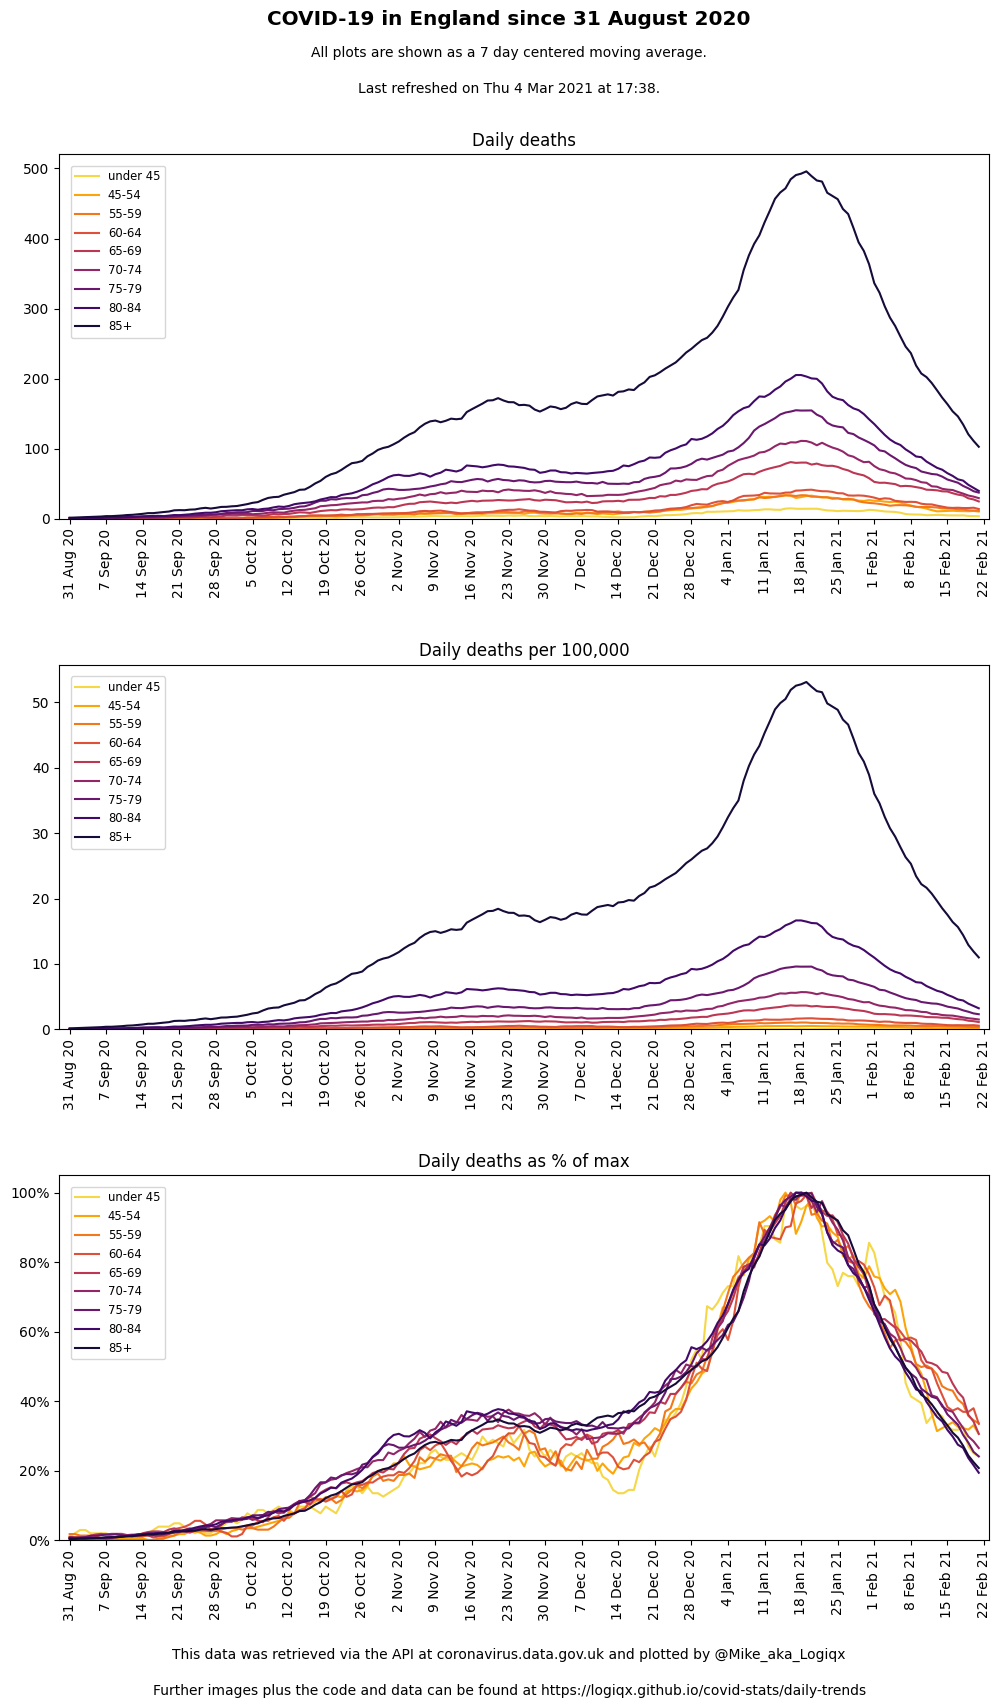 COVID-19 in England since 31 August 2020
All plots are shown as a 7 day centered moving average.
Last refreshed on Thu 4 Mar 2021 at 17:38.
Daily deaths
500
400
300
200
100
0
under 45
45-54
55-59
60-64
65-69
70-74
75-79
80-84
85+
31 Aug 20
7 Sep 20
14 Sep 20
21 Sep 20
28 Sep 20
5 Oct 20
12 Oct 20
19 Oct 20
26 Oct 20
2 Nov 20
9 Nov 20
16 Nov 20
23 Nov 20
30 Nov 20
7 Dec 20
14 Dec 20
21 Dec 20
28 Dec 20
4 Jan 21
11 Jan 21
18 Jan 21
25 Jan 21
1 Feb 21
8 Feb 21
15 Feb 21
22 Feb 21
Daily deaths per 100,000
50
40
30
20
10
0
under 45
45-54
55-59
60-64
65-69
70-74
75-79
80-84
85+
31 Aug 20
7 Sep 20
14 Sep 20
21 Sep 20
28 Sep 20
5 Oct 20
12 Oct 20
19 Oct 20
26 Oct 20
2 Nov 20
9 Nov 20
16 Nov 20
23 Nov 20
30 Nov 20
7 Dec 20
14 Dec 20
21 Dec 20
28 Dec 20
4 Jan 21
11 Jan 21
18 Jan 21
25 Jan 21
1 Feb 21
8 Feb 21
15 Feb 21
22 Feb 21
Daily deaths as % of max
100%
80%
60%
40%
20%
0%
under 45
45-54
55-59
60-64
65-69
70-74
75-79
80-84
85+
31 Aug 20
7 Sep 20
14 Sep 20
21 Sep 20
28 Sep 20
5 Oct 20
12 Oct 20
19 Oct 20
26 Oct 20
2 Nov 20
9 Nov 20
16 Nov 20
23 Nov 20
30 Nov 20
7 Dec 20
14 Dec 20
21 Dec 20
28 Dec 20
4 Jan 21
11 Jan 21
18 Jan 21
25 Jan 21
1 Feb 21
8 Feb 21
15 Feb 21
22 Feb 21
This data was retrieved via the API at coronavirus.data.gov.uk and plotted by @Mike_aka_Logiqx
Further images plus the code and data can be found at https://logiqx.github.io/covid-stats/daily-trends